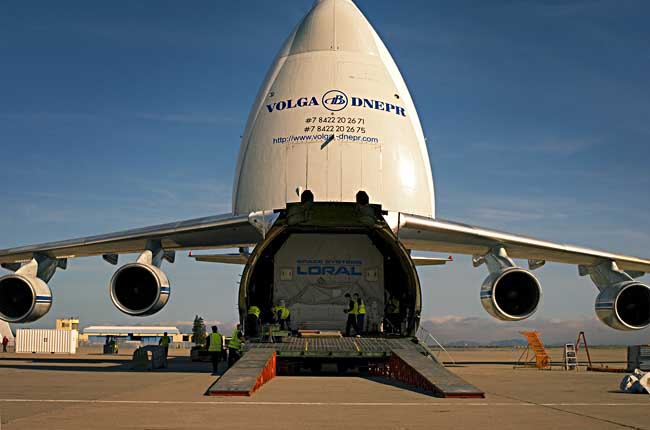 VOLGA DNEPR
#7 8422 20 26 71
#7 8422 20 26 75
http://www.volga-dnepr.com
SPACE SYSTEMS
LORAL